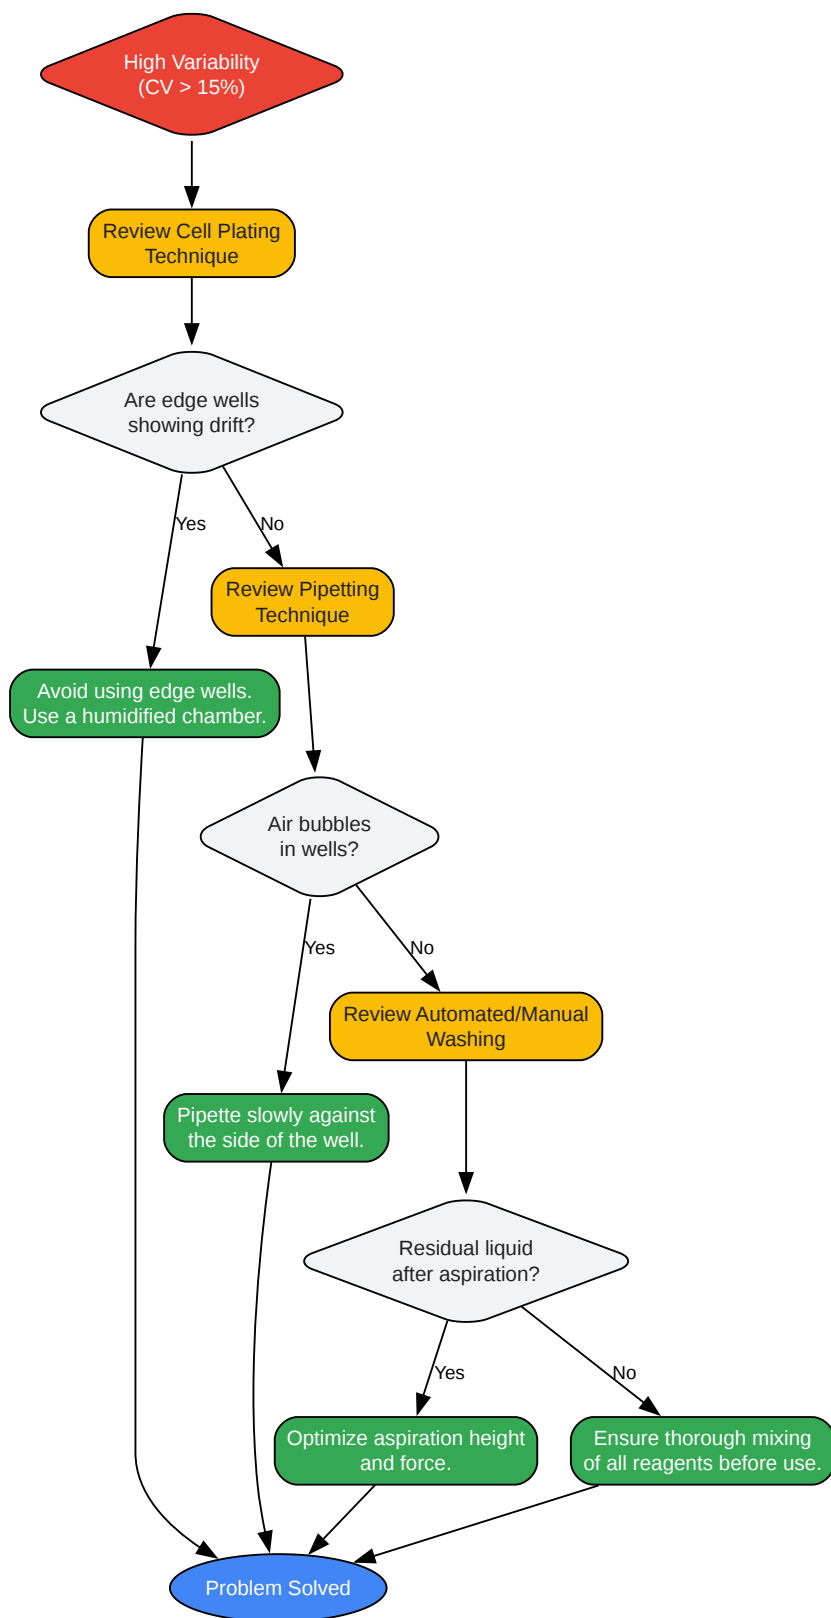 High Variability
(CV > 15%)
Review Cell Plating
Technique
Are edge wells
showing drift?
Yes
No
Review Pipetting
Technique
Avoid using edge wells.
Use a humidified chamber.
Air bubbles
in wells?
Yes
No
Review Automated/Manual
Washing
Pipette slowly against
the side of the well.
Residual liquid
after aspiration?
Yes
No
Optimize aspiration height
and force.
Ensure thorough mixing
of all reagents before use.
Problem Solved